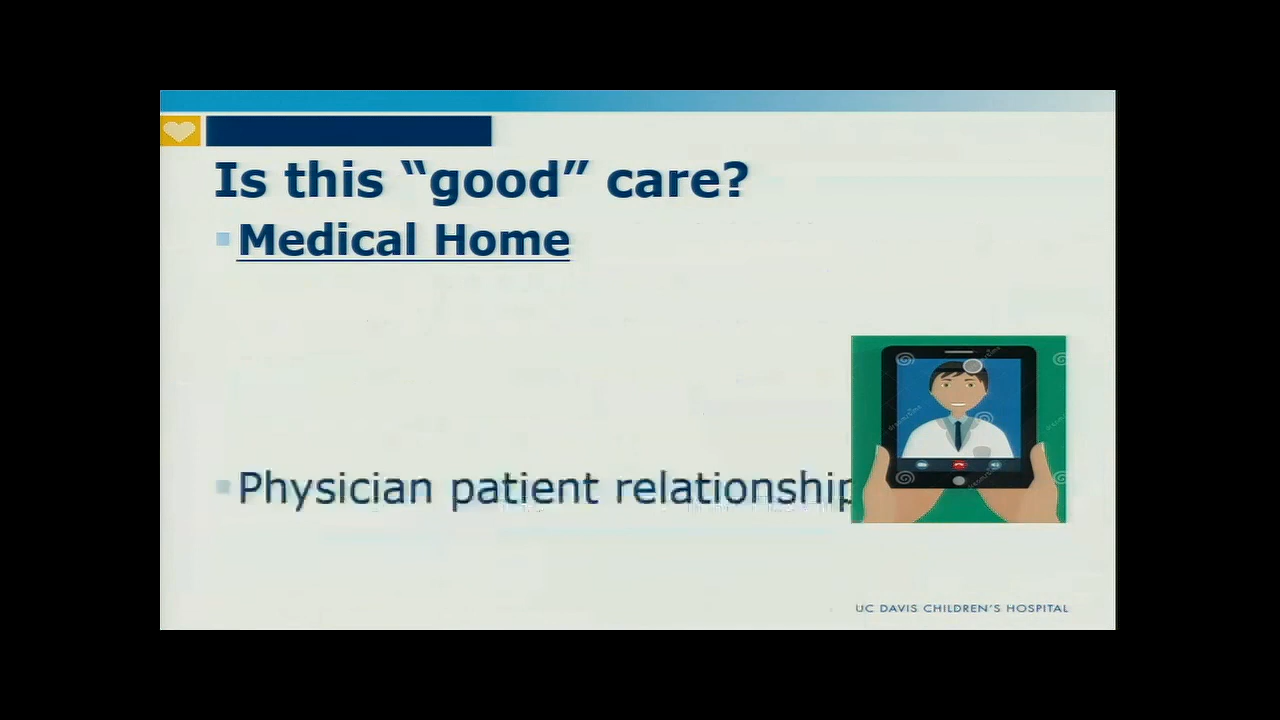 Is this “good” care?
Medical Home
Physician patient relationship
UC DAVIS CHILDREN'S HOSPITAL